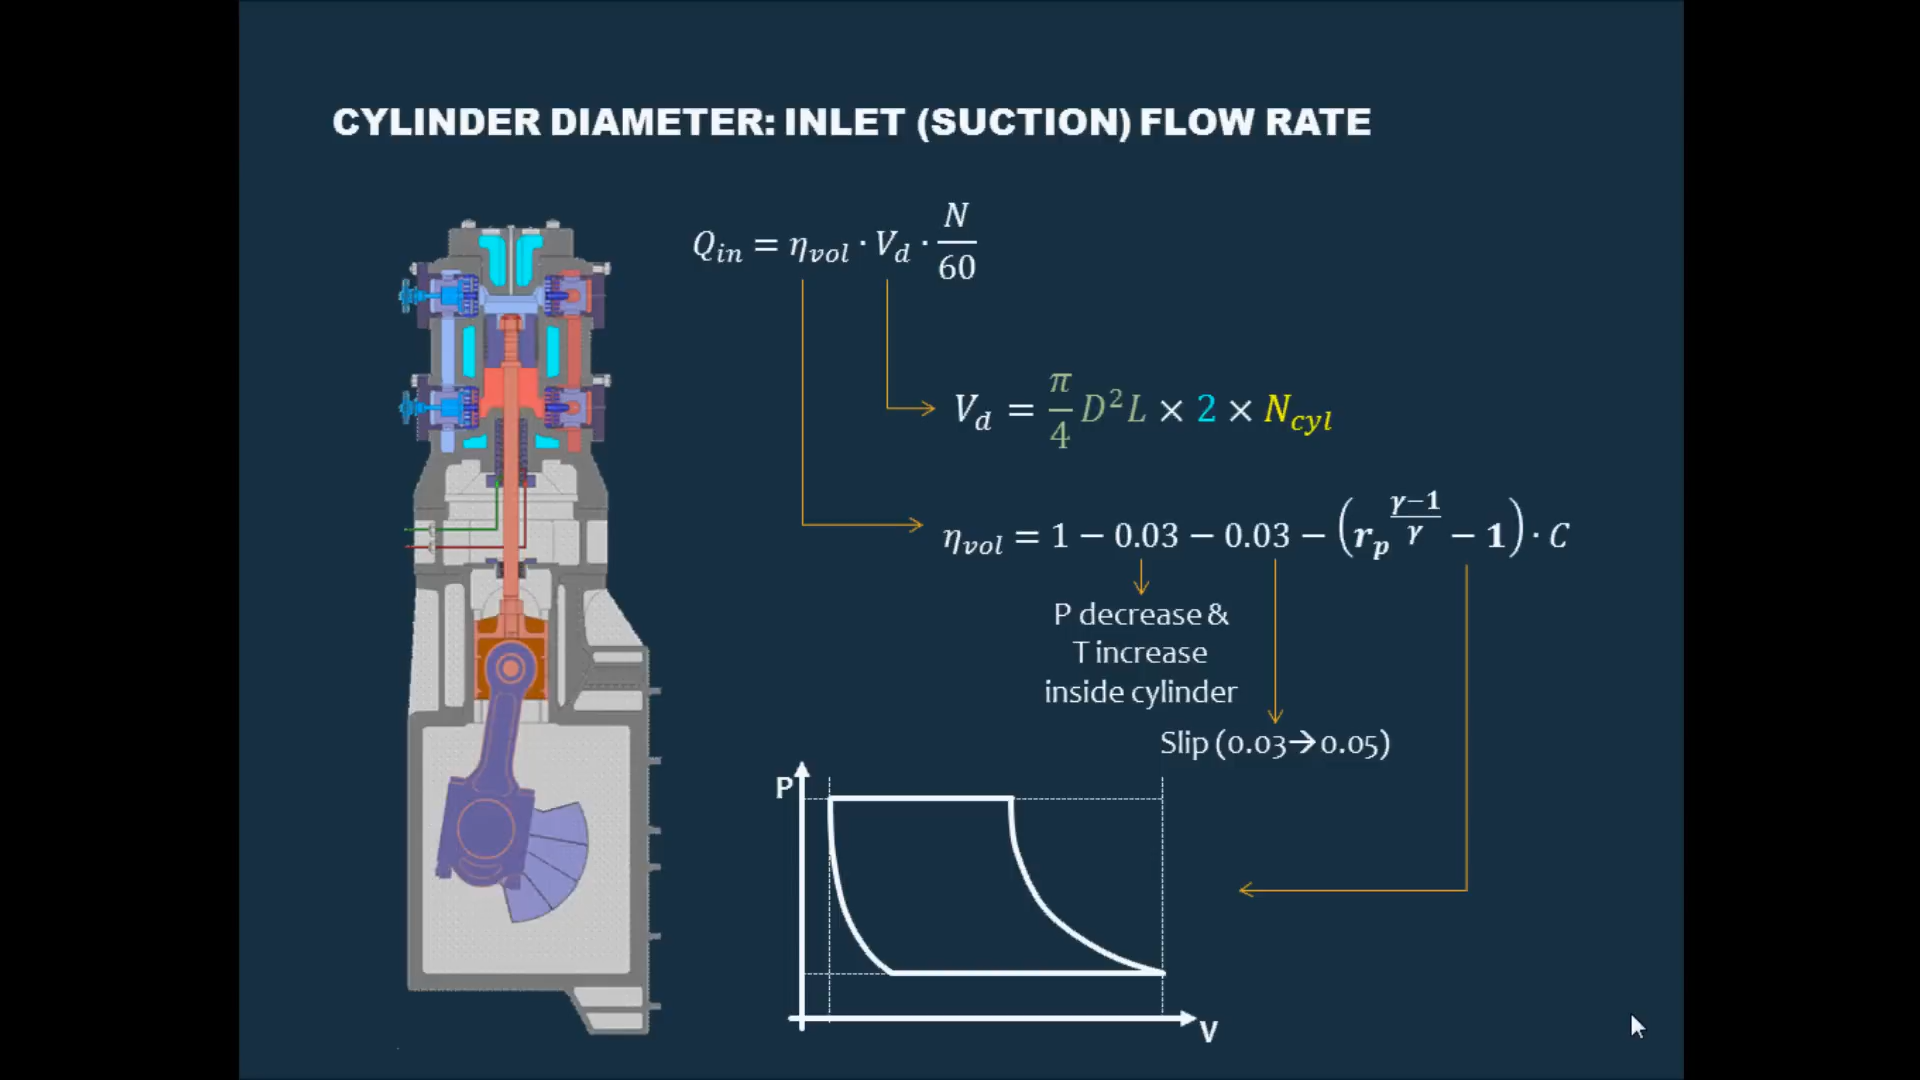 CYLINDER DIAMETER: INLET (SUCTION) FLOW RATE
Q_in = η_vol · V_d · N/60
V_d = π/4 D² L × 2 × N_cyl
η_vol = 1 − 0.03 − 0.03 − (r_p^((γ−1)/γ) − 1) · C
P decrease &
T increase
inside cylinder
Slip (0.03→0.05)
P
V